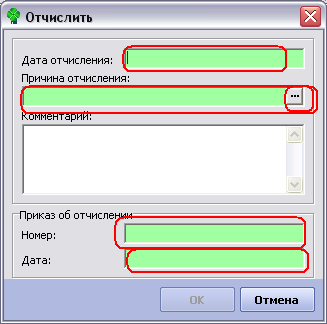 Отчислить
Дата отчисления:
Причина отчисления:
...
Комментарий:
Приказ об отчислении
Номер:
Дата:
OK Отмена